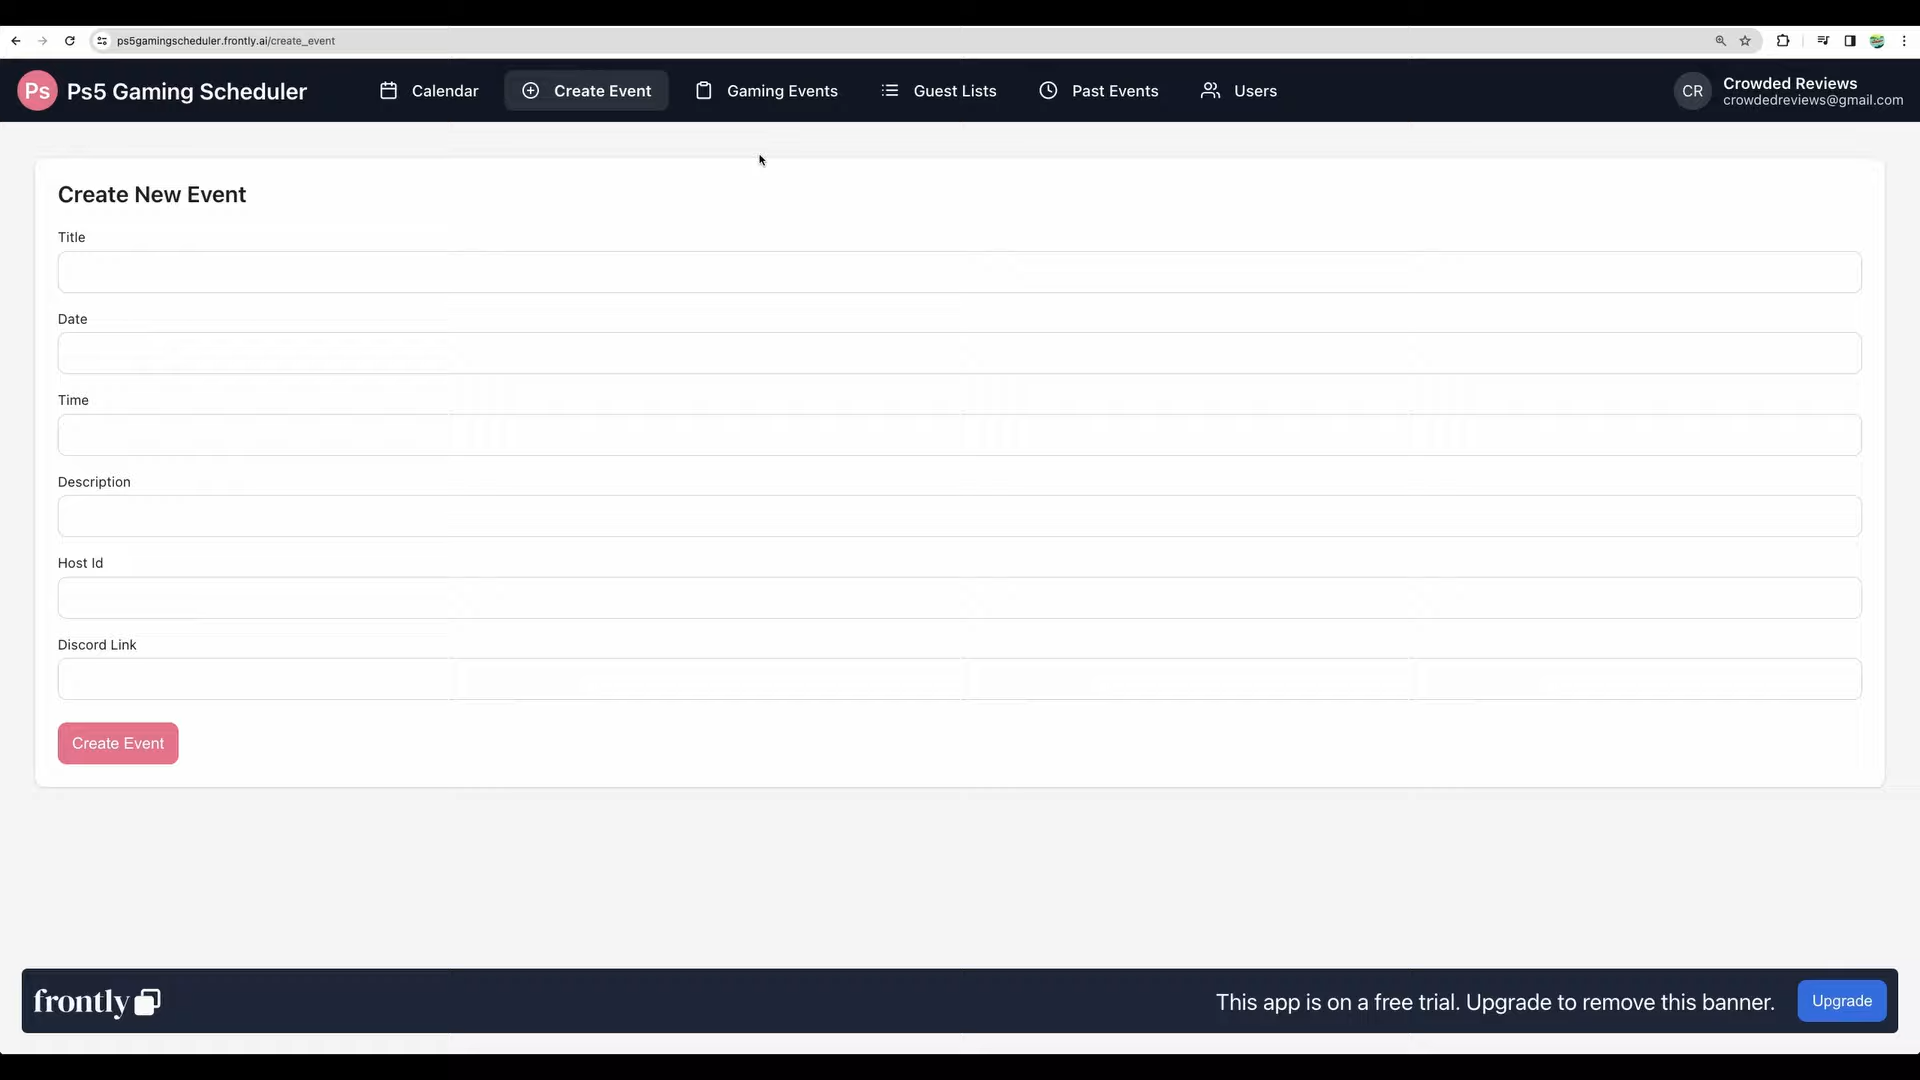 ps5gamingscheduler.frontly.ai/create_event
Ps Ps5 Gaming Scheduler
Calendar
Create Event
Gaming Events
Guest Lists
Past Events
Users
CR
Crowded Reviews
crowdedreviews@gmail.com
Create New Event
Title
Date
Time
Description
Host Id
Discord Link
Create Event
frontly
This app is on a free trial. Upgrade to remove this banner.
Upgrade